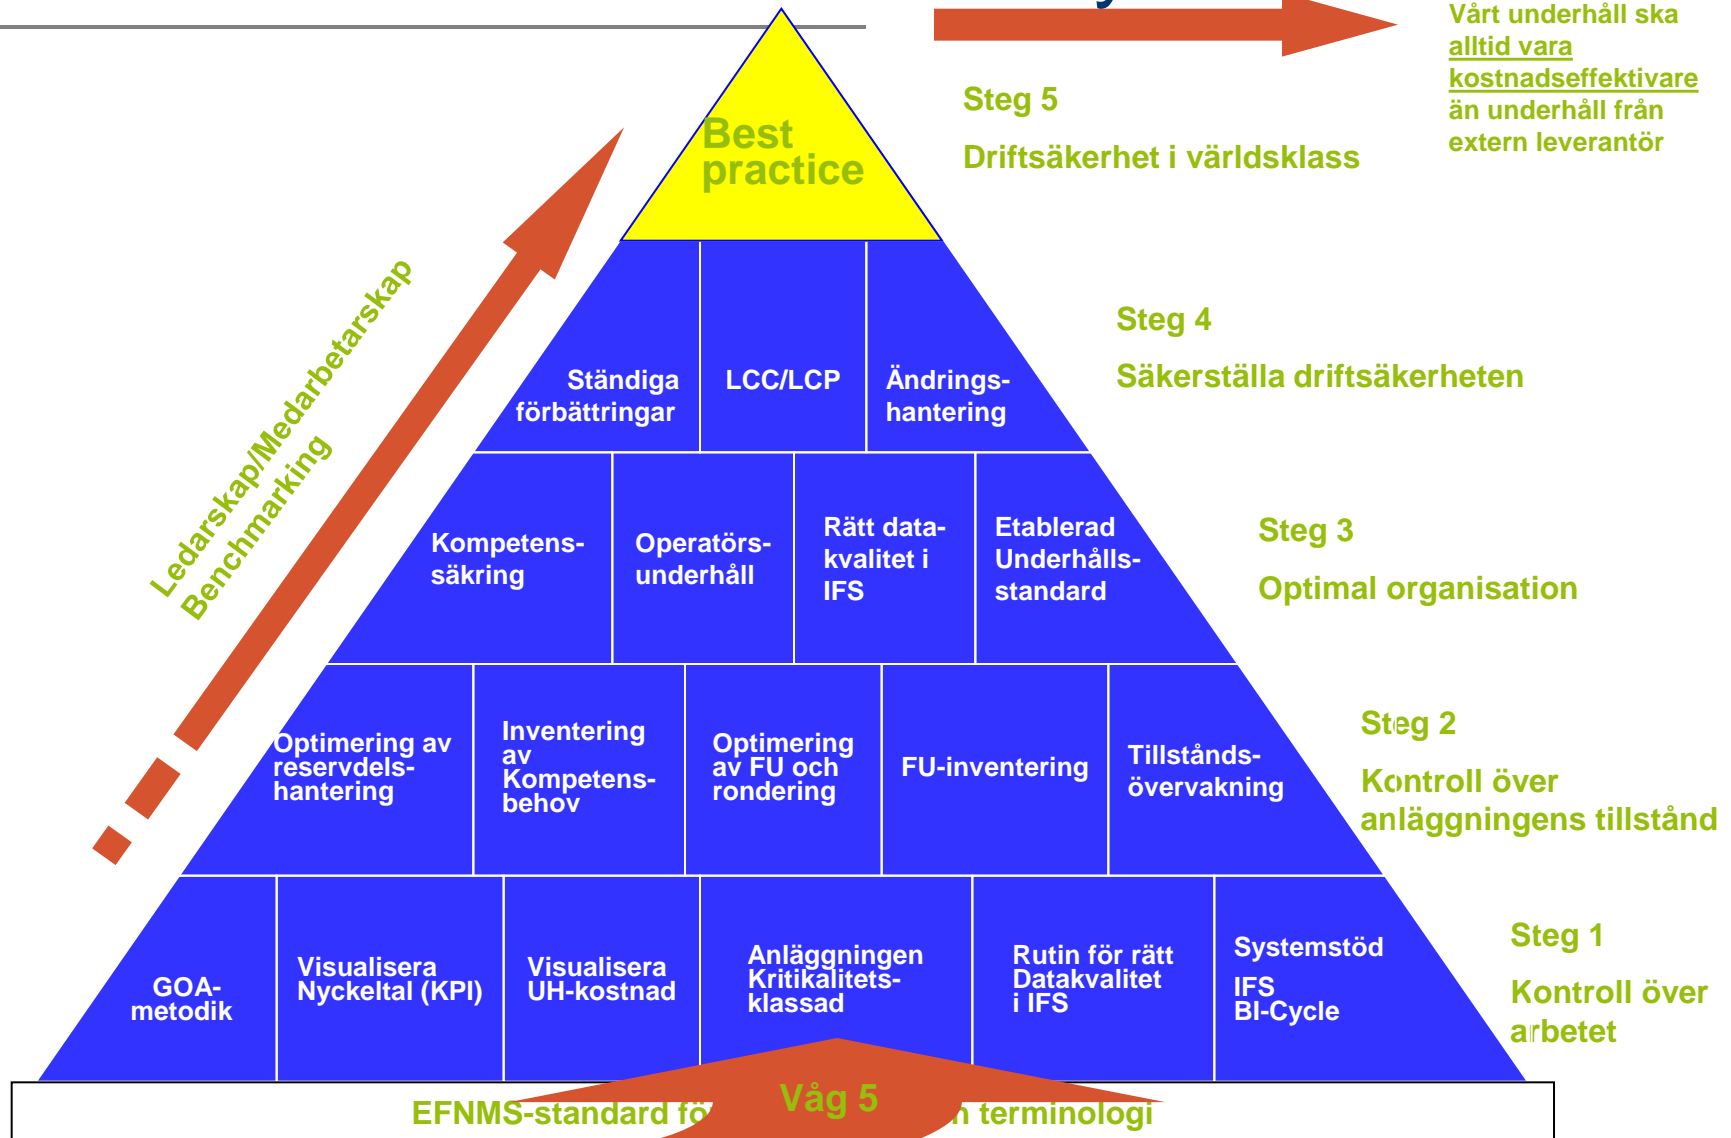 Vårt underhåll ska
alltid vara
kostnadseffektivare
än underhåll från
extern leverantör
Steg 5
Driftsäkerhet i världsklass
Best
practice
Ledarskap/Medarbetarskap
Benchmarking
Steg 4
Säkerställa driftsäkerheten
Ständiga
förbättringar
LCC/LCP
Ändrings-
hantering
Steg 3
Optimal organisation
Kompetens-
säkring
Operatörs-
underhåll
Rätt data-
kvalitet i
IFS
Etablerad
Underhålls-
standard
Steg 2
Kontroll över
anläggningens tillstånd
Optimering av
reservdels-
hantering
Inventering
av
Kompetens-
behov
Optimering
av FU och
rondering
FU-inventering
Tillstånds-
övervakning
Steg 1
Kontroll över
arbetet
GOA-
metodik
Visualisera
Nyckeltal (KPI)
Visualisera
UH-kostnad
Anläggningen
Kritikalitets-
klassad
Rutin för rätt
Datakvalitet
i IFS
Systemstöd
IFS
BI-Cycle
Våg 5
EFNMS-standard terminologi